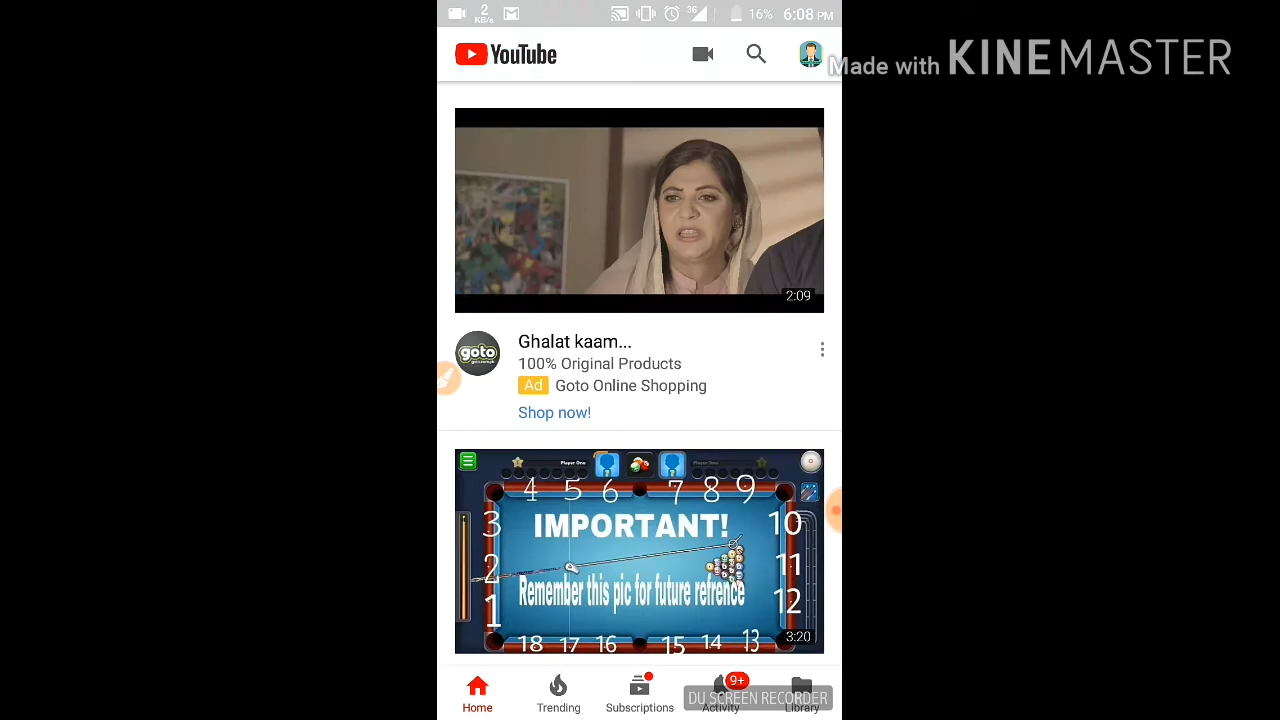 2
KB/s
3G
16%
6:08 PM
YouTube
Made with KINEMASTER
2:09
goto
Ghalat kaam...
100% Original Products
Ad Goto Online Shopping
Shop now!
Player One
4 5 6 7 8 9
3 IMPORTANT! 10
2 11
Remember this pic for future refrence
1 12
3:20
18 17 16 15 14 13
9+
DU SCREEN RECORDER
Home Trending Subscriptions Activity Library